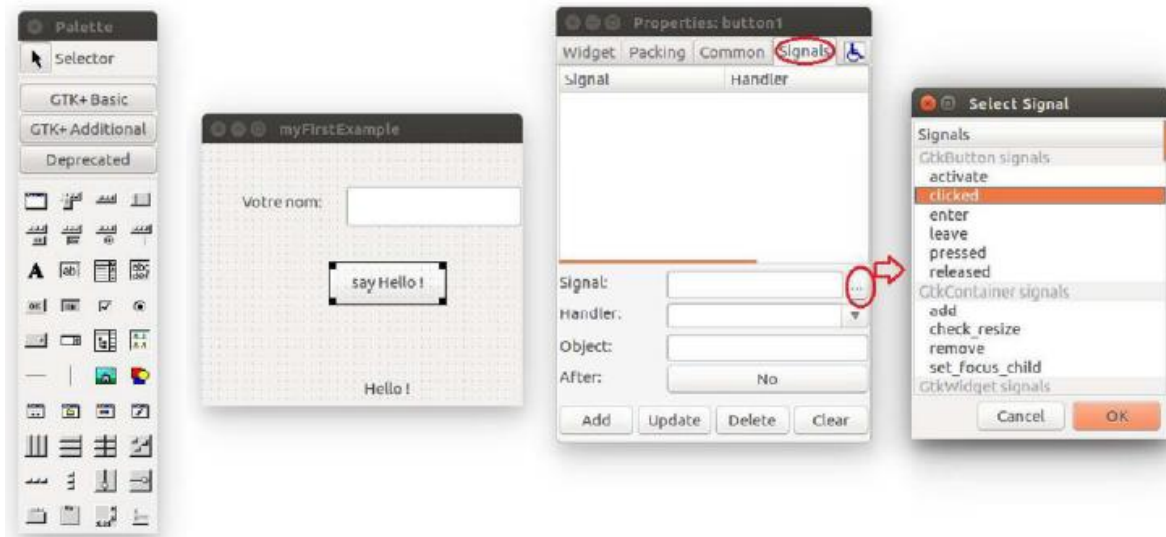 Palette
Selector
GTK+ Basic
GTK+ Additional
Deprecated
myFirstExample
Votre nom:
say Hello !
Hello !
Properties: button1
Widget Packing Common Signals
Signal Handler
Signal:
...
Handler:
Object:
After: No
Add Update Delete Clear
Select Signal
Signals
GtkButton signals
activate
clicked
enter
leave
pressed
released
GtkContainer signals
add
check_resize
remove
set_focus_child
GtkWidget signals
Cancel OK